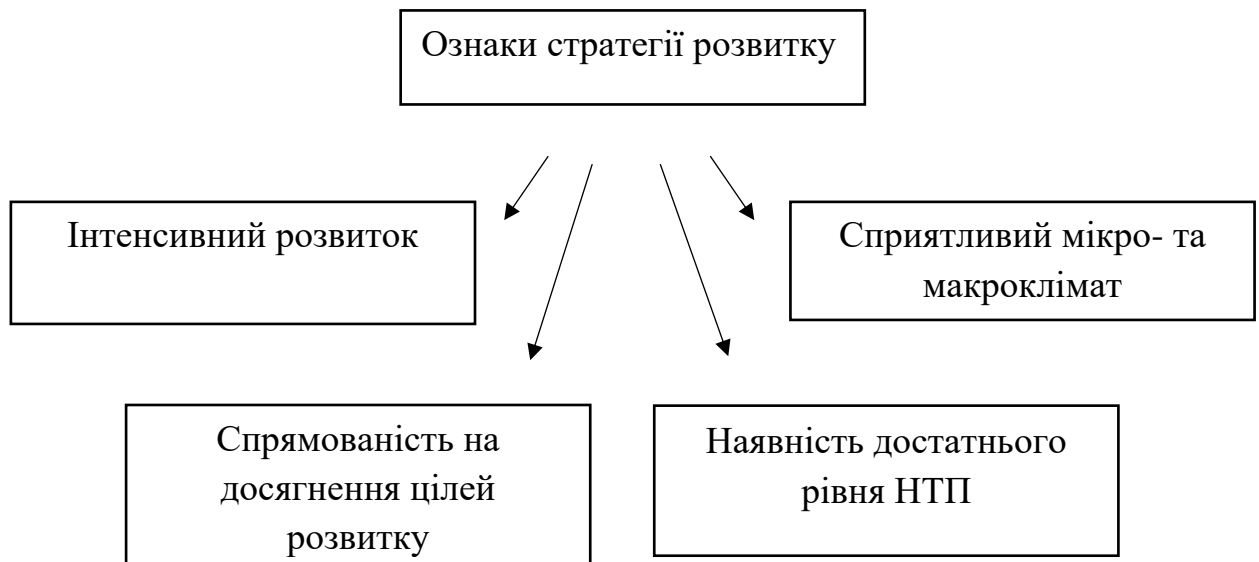 Ознаки стратегії розвитку
Інтенсивний розвиток
Сприятливий мікро- та
макроклімат
Спрямованість на
досягнення цілей
розвитку
Наявність достатнього
рівня НТП